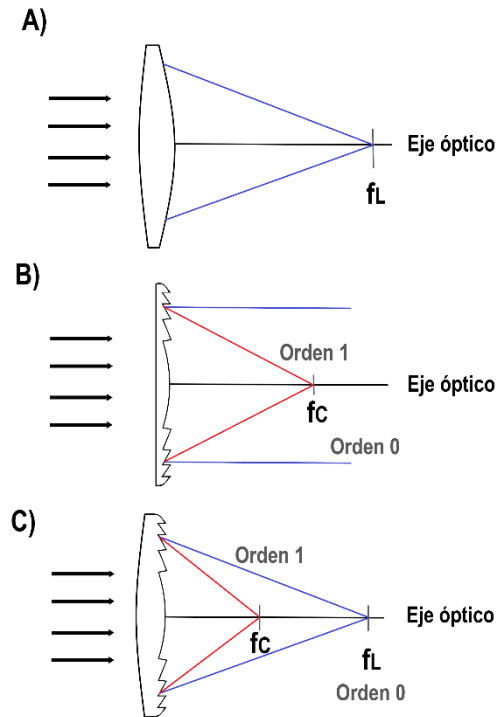 A)
Eje óptico
fL
B)
Orden 1
Eje óptico
fC
Orden 0
C)
Orden 1
Eje óptico
fC
fL
Orden 0